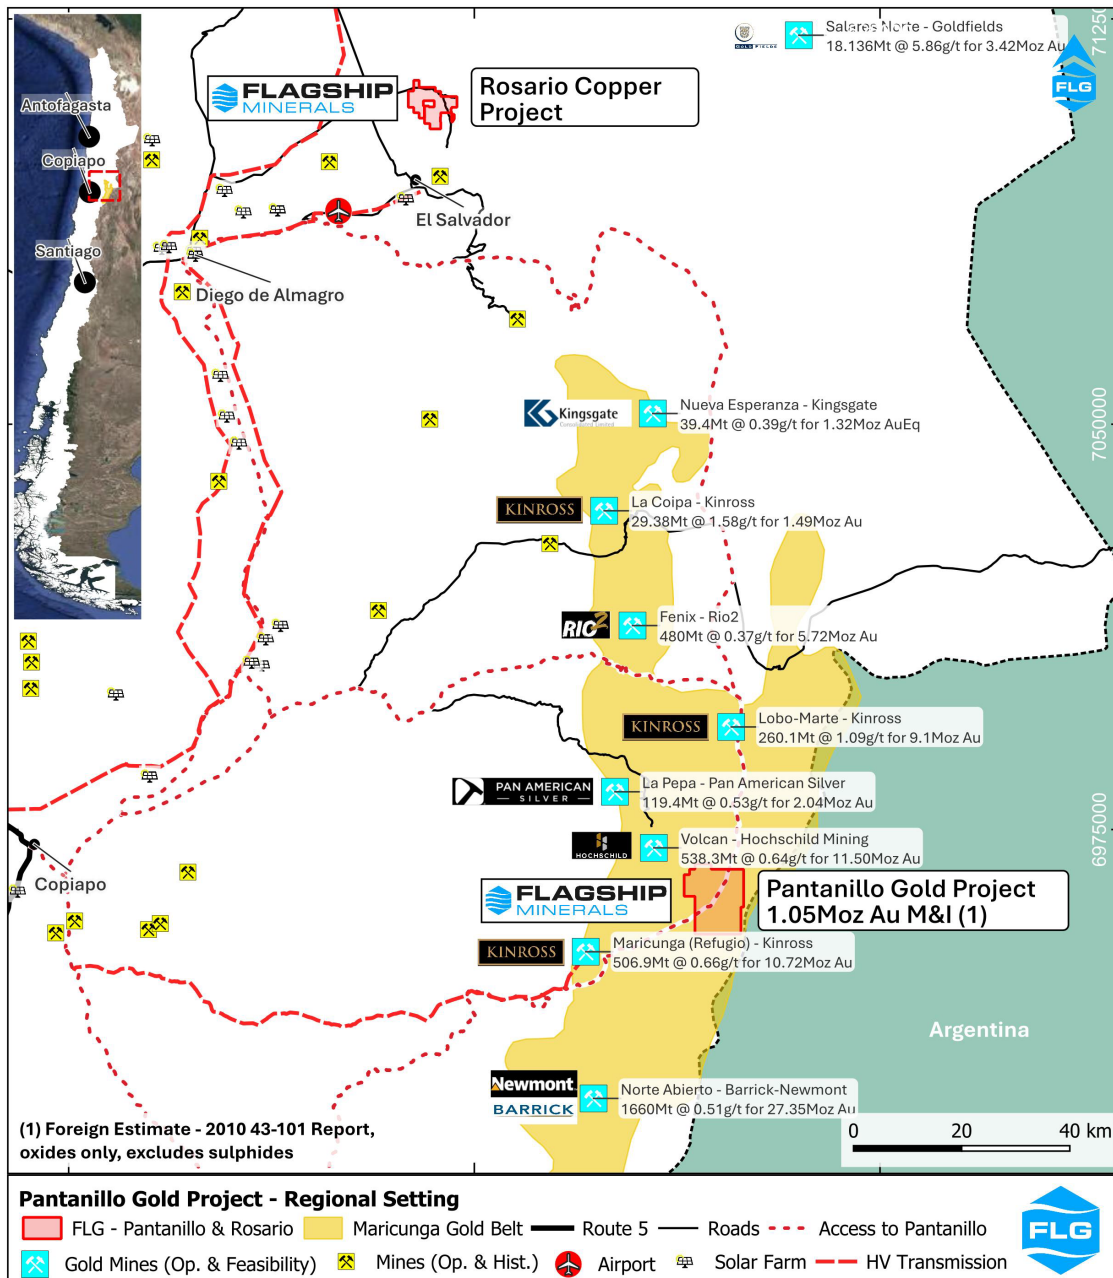 Salares Norte - Goldfields
18.136Mt @ 5.86g/t for 3.42Moz Au
GOLD FIELDS
FLG
FLAGSHIP
MINERALS
Rosario Copper
Project
Antofagasta
Copiapo
Santiago
El Salvador
Diego de Almagro
7050000
6975000
Kingsgate
Consolidated Limited
Nueva Esperanza - Kingsgate
39.4Mt @ 0.39g/t for 1.32Moz AuEq
KINROSS
La Coipa - Kinross
29.38Mt @ 1.58g/t for 1.49Moz Au
RIO2
Fenix - Rio2
480Mt @ 0.37g/t for 5.72Moz Au
KINROSS
Lobo-Marte - Kinross
260.1Mt @ 1.09g/t for 9.1Moz Au
PAN AMERICAN
SILVER
La Pepa - Pan American Silver
119.4Mt @ 0.53g/t for 2.04Moz Au
HOCHSCHILD
Volcan - Hochschild Mining
538.3Mt @ 0.64g/t for 11.50Moz Au
Copiapo
FLAGSHIP
MINERALS
Pantanillo Gold Project
1.05Moz Au M&I (1)
KINROSS
Maricunga (Refugio) - Kinross
506.9Mt @ 0.66g/t for 10.72Moz Au
Argentina
Newmont
BARRICK
Norte Abierto - Barrick-Newmont
1660Mt @ 0.51g/t for 27.35Moz Au
(1) Foreign Estimate - 2010 43-101 Report,
oxides only, excludes sulphides
0 20 40 km
Pantanillo Gold Project - Regional Setting
FLG - Pantanillo & Rosario Maricunga Gold Belt Route 5 Roads Access to Pantanillo
Gold Mines (Op. & Feasibility) Mines (Op. & Hist.) Airport Solar Farm HV Transmission
FLG